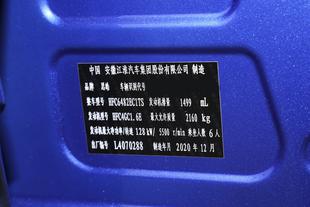 中国 安徽江淮汽车集团股份有限公司 制造
品牌 思皓 车辆识别代号
整车型号 HFC6482EC1TS 发动机排量 1499 mL
发动机型号 HFC4GC1.6E 最大允许质量 2160 kg
发动机最大净功率/转速 128 kW/ 5500 r/min 乘坐人数 6 人
出厂编号 L4070288 制造年月 2020 年 12 月